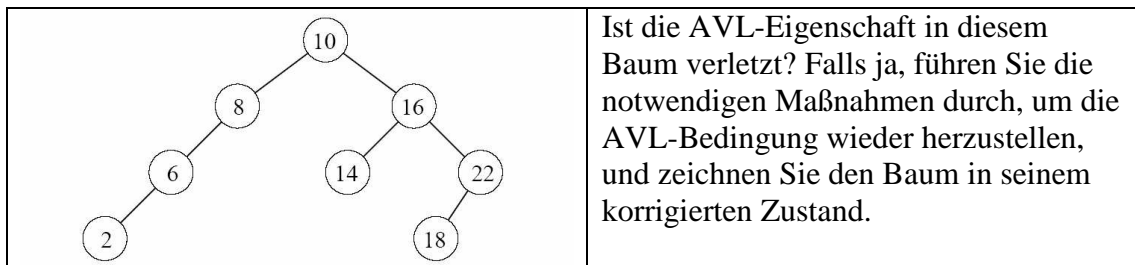 10
8
16
6
14
22
2
18
Ist die AVL-Eigenschaft in diesem
Baum verletzt? Falls ja, führen Sie die
notwendigen Maßnahmen durch, um die
AVL-Bedingung wieder herzustellen,
und zeichnen Sie den Baum in seinem
korrigierten Zustand.